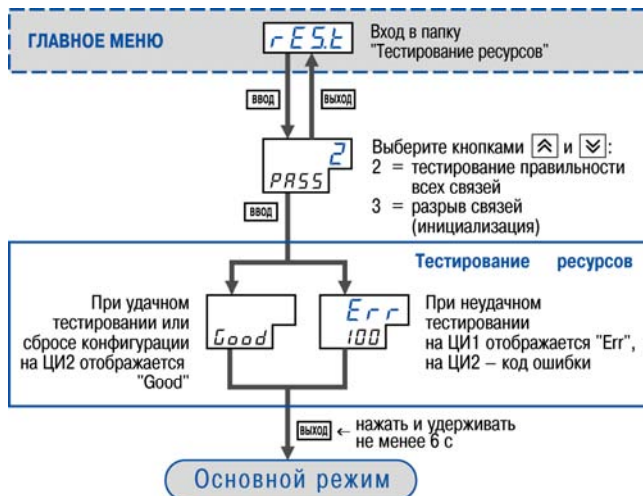 ГЛАВНОЕ МЕНЮ
rES.t
Вход в папку
"Тестирование ресурсов"
ВВОД
ВЫХОД
2
PASS
Выберите кнопками и :
2 = тестирование правильности
всех связей
3 = разрыв связей
(инициализация)
ВВОД
Тестирование ресурсов
При удачном
тестировании или
сбросе конфигурации
на ЦИ2 отображается
"Good"
Good
Err
100
При неудачном
тестировании
на ЦИ1 отображается "Err",
на ЦИ2 – код ошибки
ВЫХОД ← нажать и удерживать
не менее 6 с
Основной режим